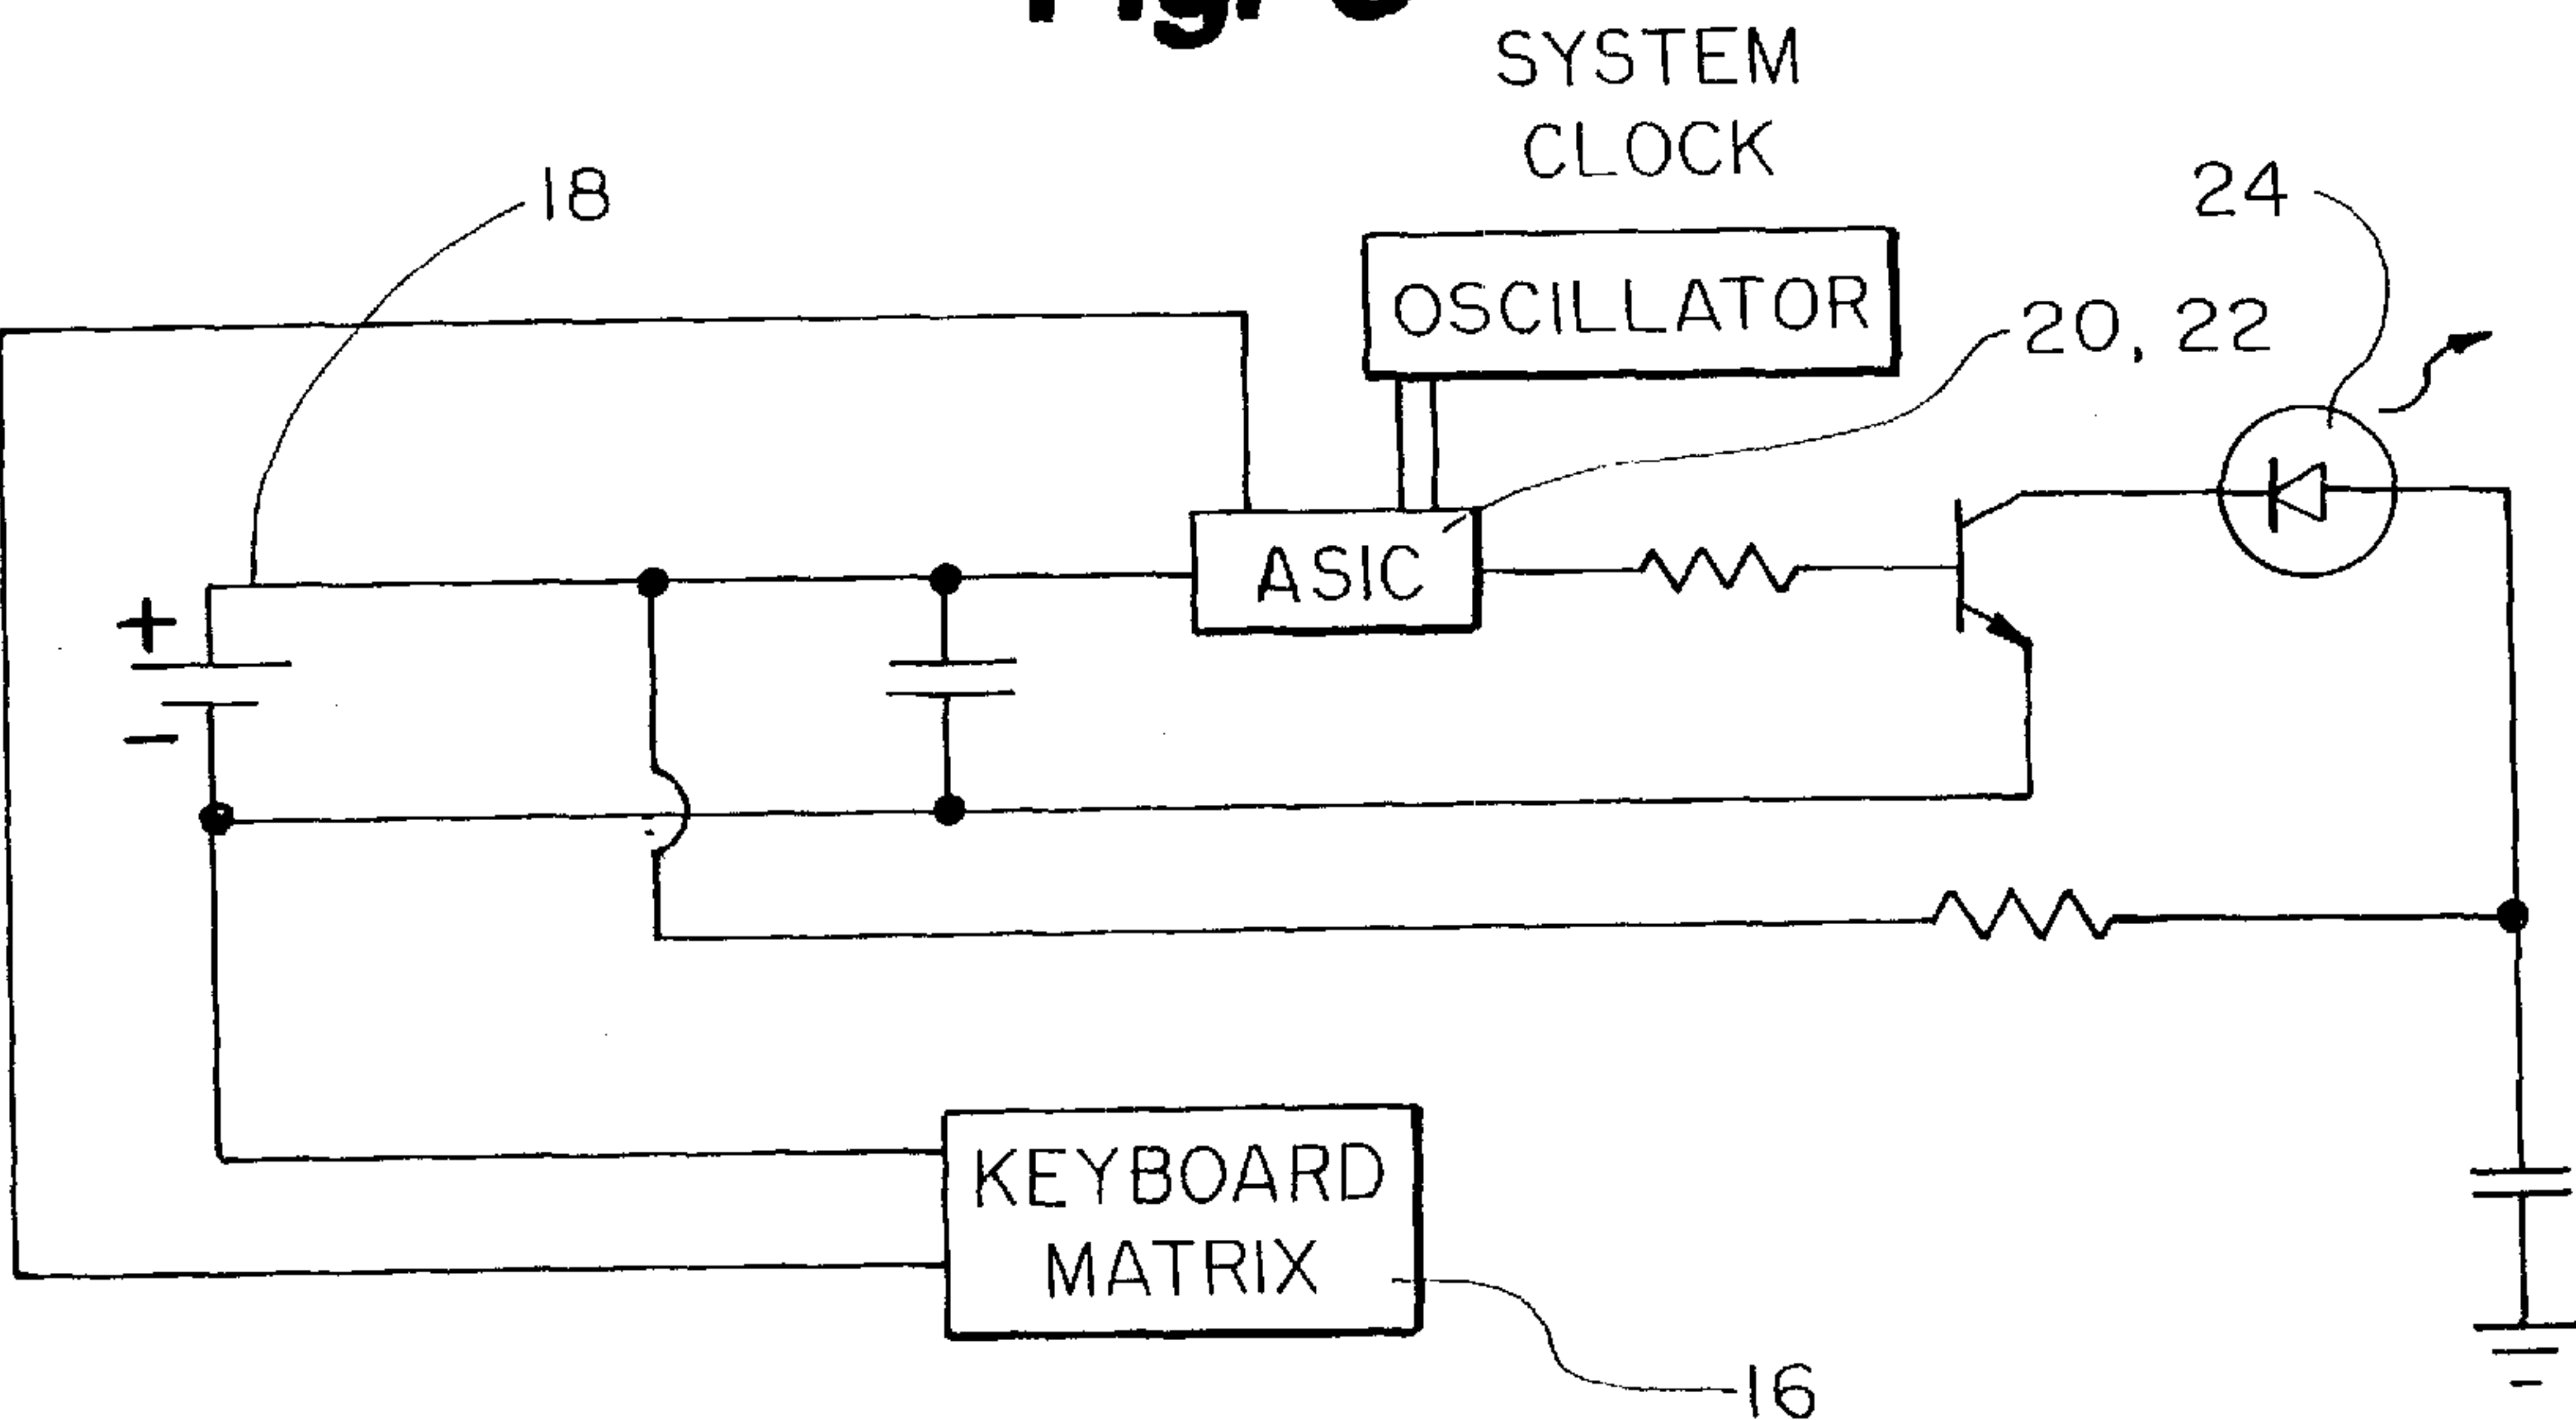 SYSTEM
CLOCK
18
24
OSCILLATOR
20, 22
ASIC
+
−
KEYBOARD
MATRIX
16